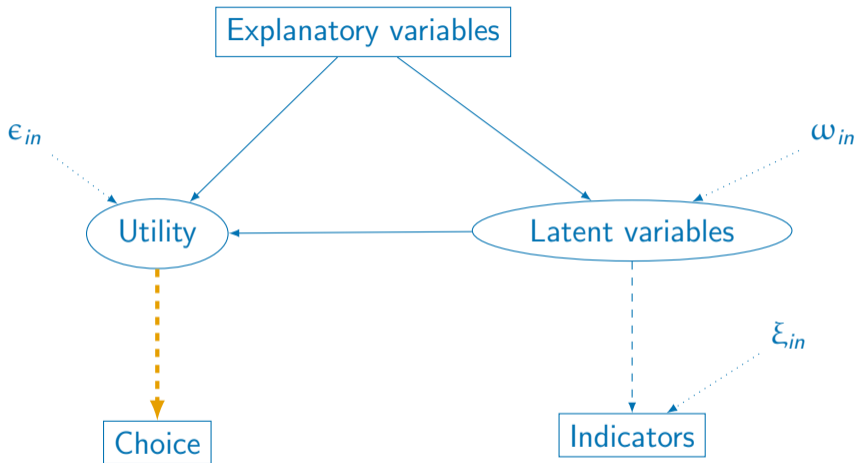 Explanatory variables
ϵin
ωin
Utility
Latent variables
ξin
Choice
Indicators